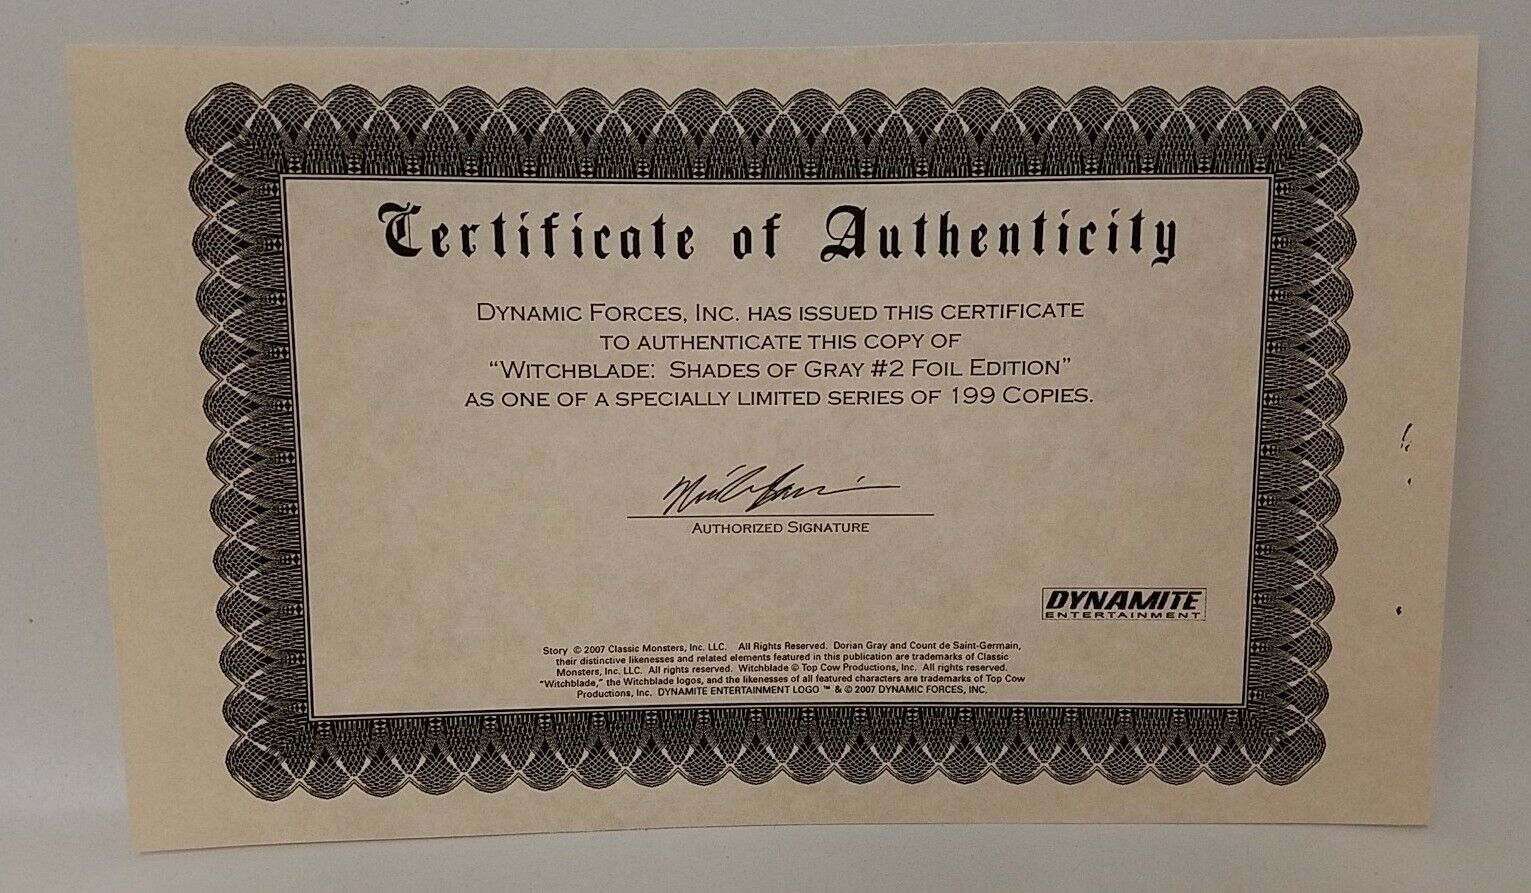 Certificate of Authenticity
DYNAMIC FORCES, INC. HAS ISSUED THIS CERTIFICATE
TO AUTHENTICATE THIS COPY OF
“WITCHBLADE: SHADES OF GRAY #2 FOIL EDITION”
AS ONE OF A SPECIALLY LIMITED SERIES OF 199 COPIES.
AUTHORIZED SIGNATURE
DYNAMITE
ENTERTAINMENT
Story © 2007 Classic Monsters, Inc. LLC. All Rights Reserved. Dorian Gray and Count de Saint-Germain,
their distinctive likenesses and related elements featured in this publication are trademarks of Classic
Monsters, Inc. LLC. All rights reserved. Witchblade © Top Cow Productions, Inc. All rights reserved.
"Witchblade," the Witchblade logos, and the likenesses of all featured characters are trademarks of Top Cow
Productions, Inc. DYNAMITE ENTERTAINMENT LOGO ™ & © 2007 DYNAMIC FORCES, INC.